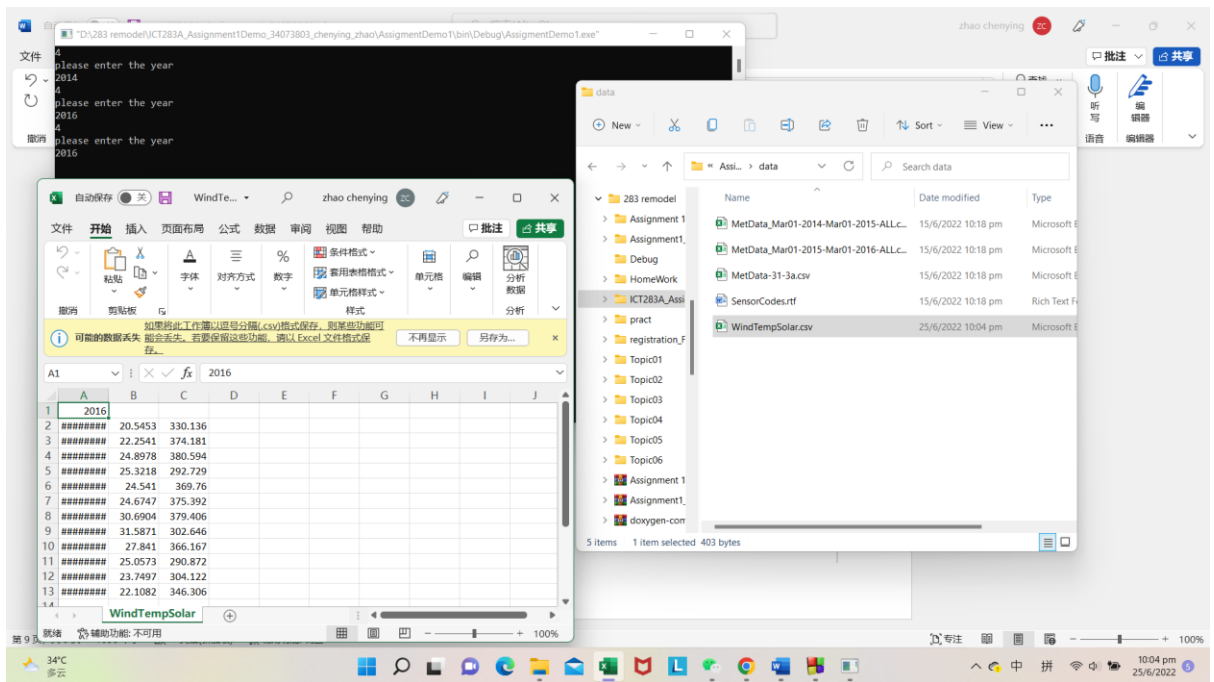 zhao chenying ZC
文件
批注 共享
撤消
听写
编辑器
语音 编辑器
"D:\283 remodel\ICT283A_Assignment1Demo_34073803_chenying_zhao\AssigmentDemo1\bin\Debug\AssigmentDemo1.exe"
4
please enter the year
2014
4
please enter the year
2016
4
please enter the year
2016
data
New Sort View ...
« Assi... > data Search data
283 remodel
Assignment 1
Assignment1_
Debug
HomeWork
ICT283A_Assi
pract
registration_F
Topic01
Topic02
Topic03
Topic04
Topic05
Topic06
Assignment 1
Assignment1_
doxygen-com
Name Date modified Type
MetData_Mar01-2014-Mar01-2015-ALL.c... 15/6/2022 10:18 pm Microsoft E
MetData_Mar01-2015-Mar01-2016-ALL.c... 15/6/2022 10:18 pm Microsoft E
MetData-31-3a.csv 15/6/2022 10:18 pm Microsoft E
SensorCodes.rtf 15/6/2022 10:18 pm Rich Text F
WindTempSolar.csv 25/6/2022 10:04 pm Microsoft E
5 items 1 item selected 403 bytes
自动保存 关 WindTe... zhao chenying ZC
文件 开始 插入 页面布局 公式 数据 审阅 视图 帮助 批注 共享
粘贴 字体 对齐方式 数字 条件格式 套用表格格式 单元格样式 单元格 编辑 分析数据
撤消 剪贴板 样式 分析
可能的数据丢失 如果将此工作簿以逗号分隔(.csv)格式保存，则某些功能可能会丢失。若要保留这些功能，请以 Excel 文件格式保存。 不再显示 另存为...
A1 fx 2016
A B C D E F G H I J
1 2016
2 ######## 20.5453 330.136
3 ######## 22.2541 374.181
4 ######## 24.8978 380.594
5 ######## 25.3218 292.729
6 ######## 24.541 369.76
7 ######## 24.6747 375.392
8 ######## 30.6904 379.406
9 ######## 31.5871 302.646
10 ######## 27.841 366.167
11 ######## 25.0573 290.872
12 ######## 23.7497 304.122
13 ######## 22.1082 346.306
WindTempSolar
就绪 辅助功能: 不可用 100%
专注 100%
34°C
多云
中 拼 10:04 pm
25/6/2022 5